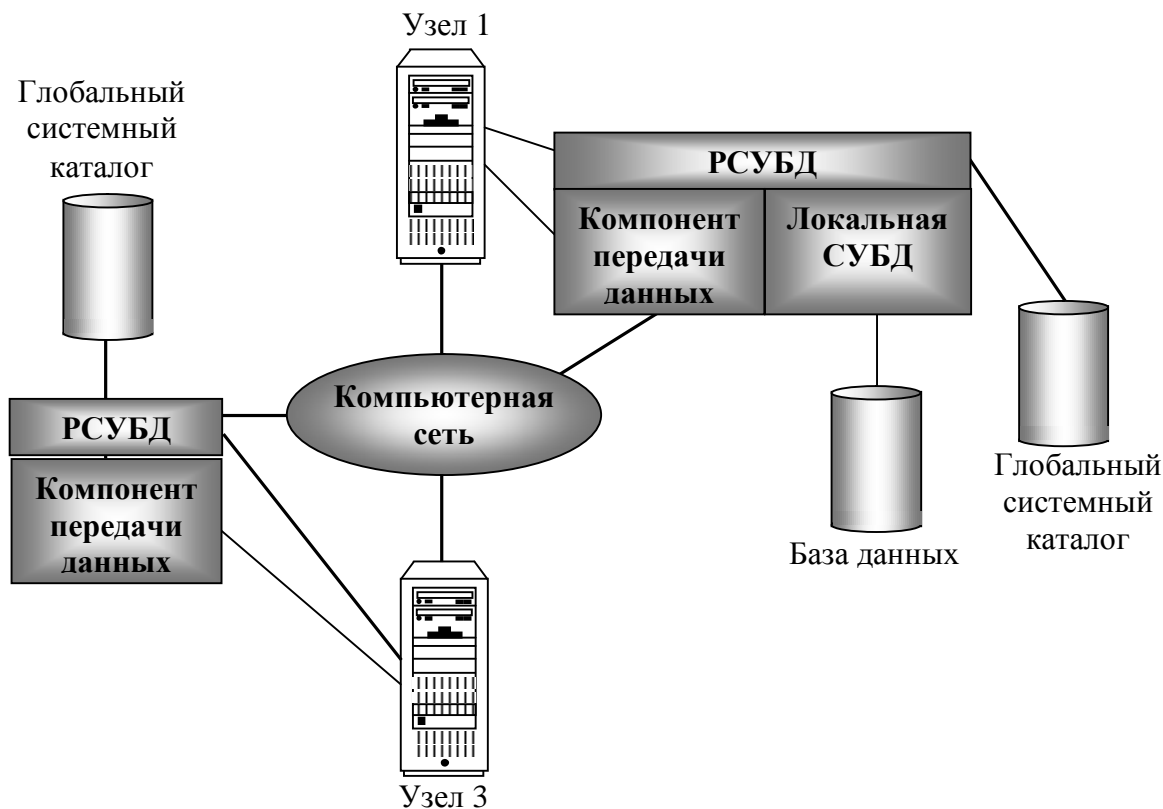 Узел 1
Глобальный
системный
каталог
РСУБД
Компонент
передачи
данных
Локальная
СУБД
Компьютерная
сеть
РСУБД
Компонент
передачи
данных
База данных
Глобальный
системный
каталог
Узел 3